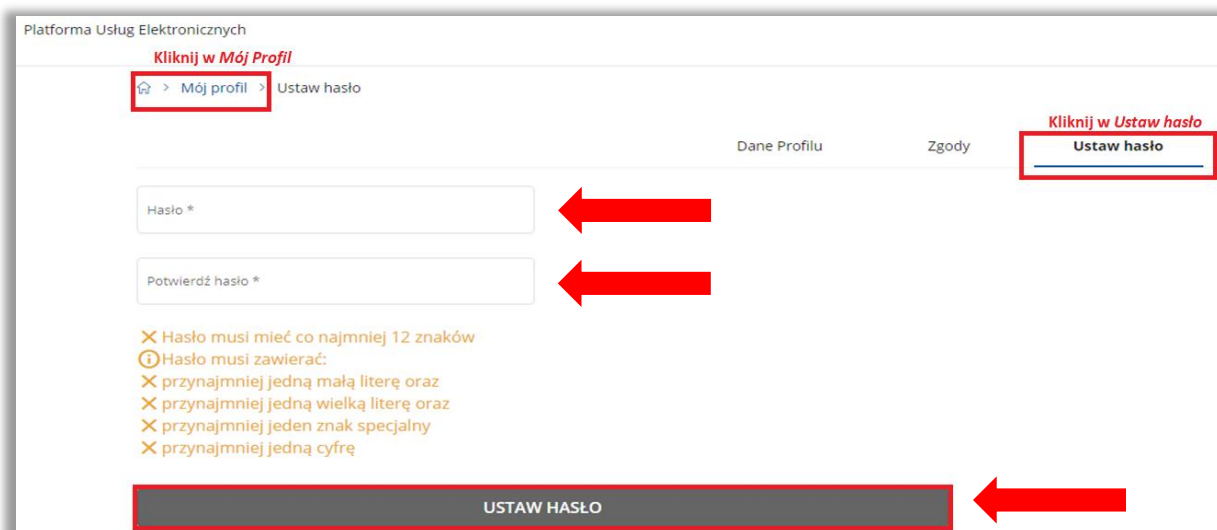 Platforma Usług Elektronicznych
Kliknij w Mój Profil
> Mój profil > Ustaw hasło
Kliknij w Ustaw hasło
Dane Profilu Zgody Ustaw hasło
Hasło *
Potwierdź hasło *
Hasło musi mieć co najmniej 12 znaków
Hasło musi zawierać:
przynajmniej jedną małą literę oraz
przynajmniej jedną wielką literę oraz
przynajmniej jeden znak specjalny
przynajmniej jedną cyfrę
USTAW HASŁO